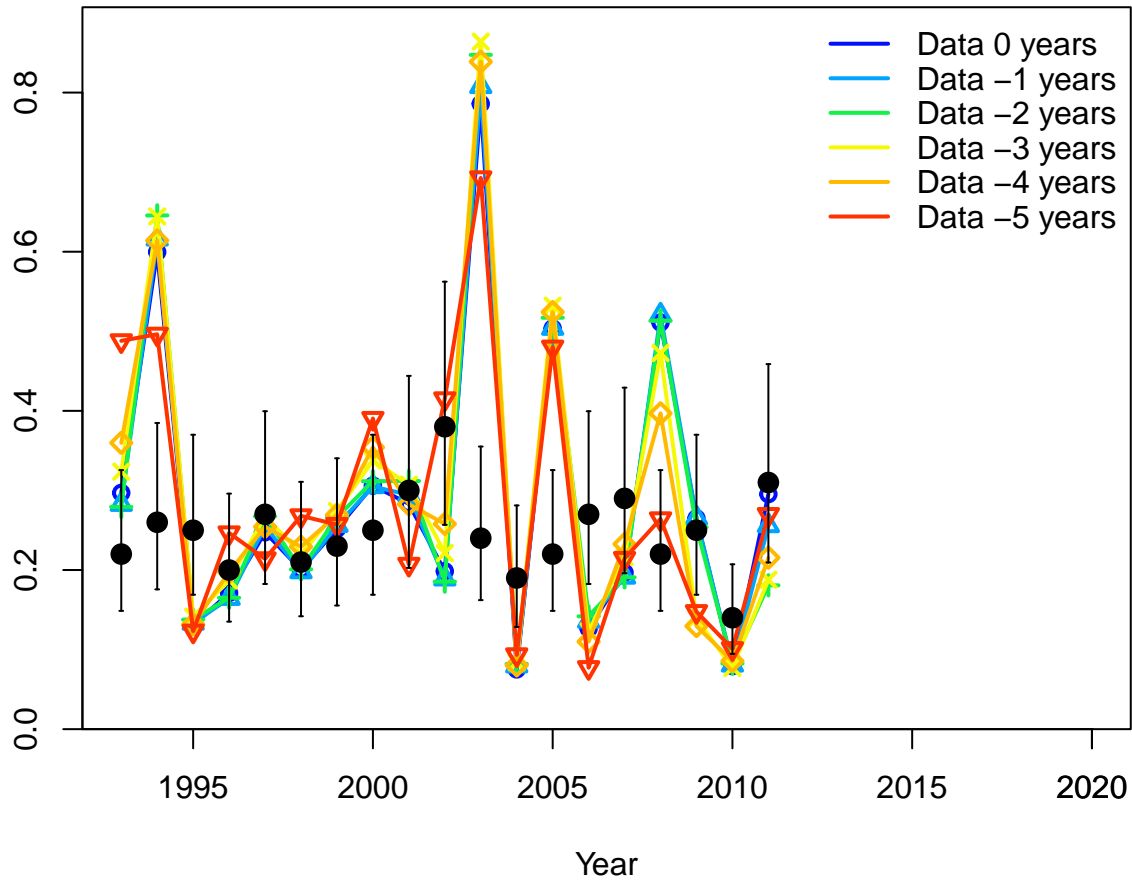 Data 0 years
Data −1 years
Data −2 years
Data −3 years
Data −4 years
Data −5 years
0.8
0.6
0.4
0.2
0.0
1995 2000 2005 2010 2015 2020
Year